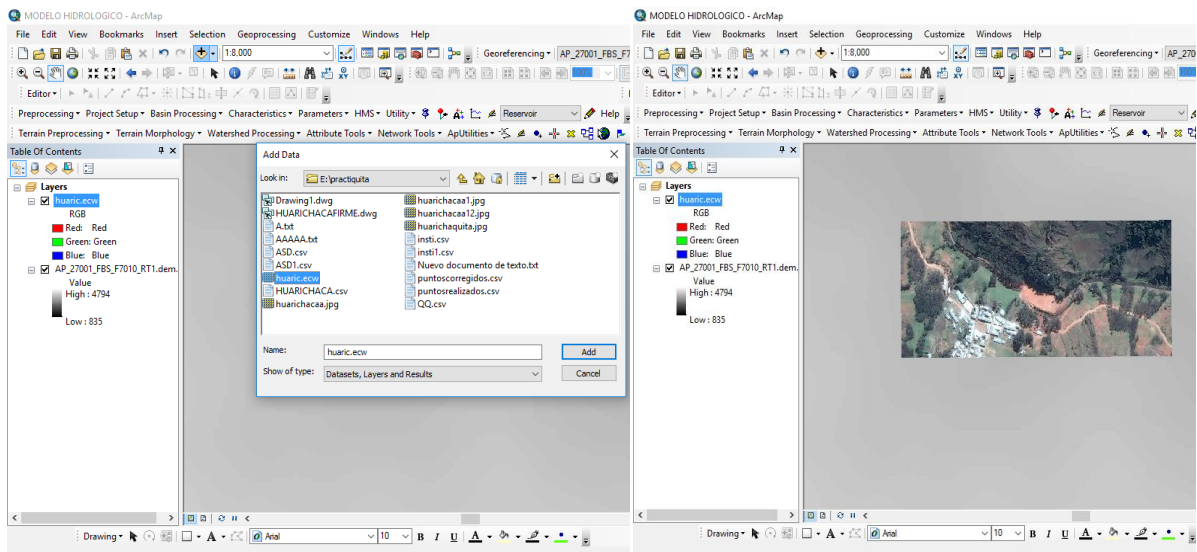 MODELO HIDROLOGICO - ArcMap
File Edit View Bookmarks Insert Selection Geoprocessing Customize Windows Help
1:8,000
Georeferencing AP_27001_FBS_F7
Editor
Preprocessing Project Setup Basin Processing Characteristics Parameters HMS Utility Reservoir Help
Terrain Preprocessing Terrain Morphology Watershed Processing Attribute Tools Network Tools ApUtilities
Table Of Contents
Layers
huaric.ecw
RGB
Red: Red
Green: Green
Blue: Blue
AP_27001_FBS_F7010_RT1.dem.
Value
High : 4794
Low : 835
Add Data
Look in: E:\practiquita
Drawing1.dwg
HUARICHACAFIRME.dwg
A.txt
AAAAA.txt
ASD.csv
ASD1.csv
huaric.ecw
HUARICHACA.csv
huarichacaa.jpg
huarichacaa1.jpg
huarichacaa12.jpg
huarichaquita.jpg
insti.csv
insti1.csv
Nuevo documento de texto.txt
puntoscorregidos.csv
puntosrealizados.csv
QQ.csv
Name: huaric.ecw Add
Show of type: Datasets, Layers and Results Cancel
Drawing A Arial 10 B I U A
MODELO HIDROLOGICO - ArcMap
File Edit View Bookmarks Insert Selection Geoprocessing Customize Windows Help
1:8,000
Georeferencing AP_270
Editor
Preprocessing Project Setup Basin Processing Characteristics Parameters HMS Utility Reservoir
Terrain Preprocessing Terrain Morphology Watershed Processing Attribute Tools Network Tools ApUtilities
Table Of Contents
Layers
huaric.ecw
RGB
Red: Red
Green: Green
Blue: Blue
AP_27001_FBS_F7010_RT1.dem.
Value
High : 4794
Low : 835
Drawing A Arial 10 B I U A